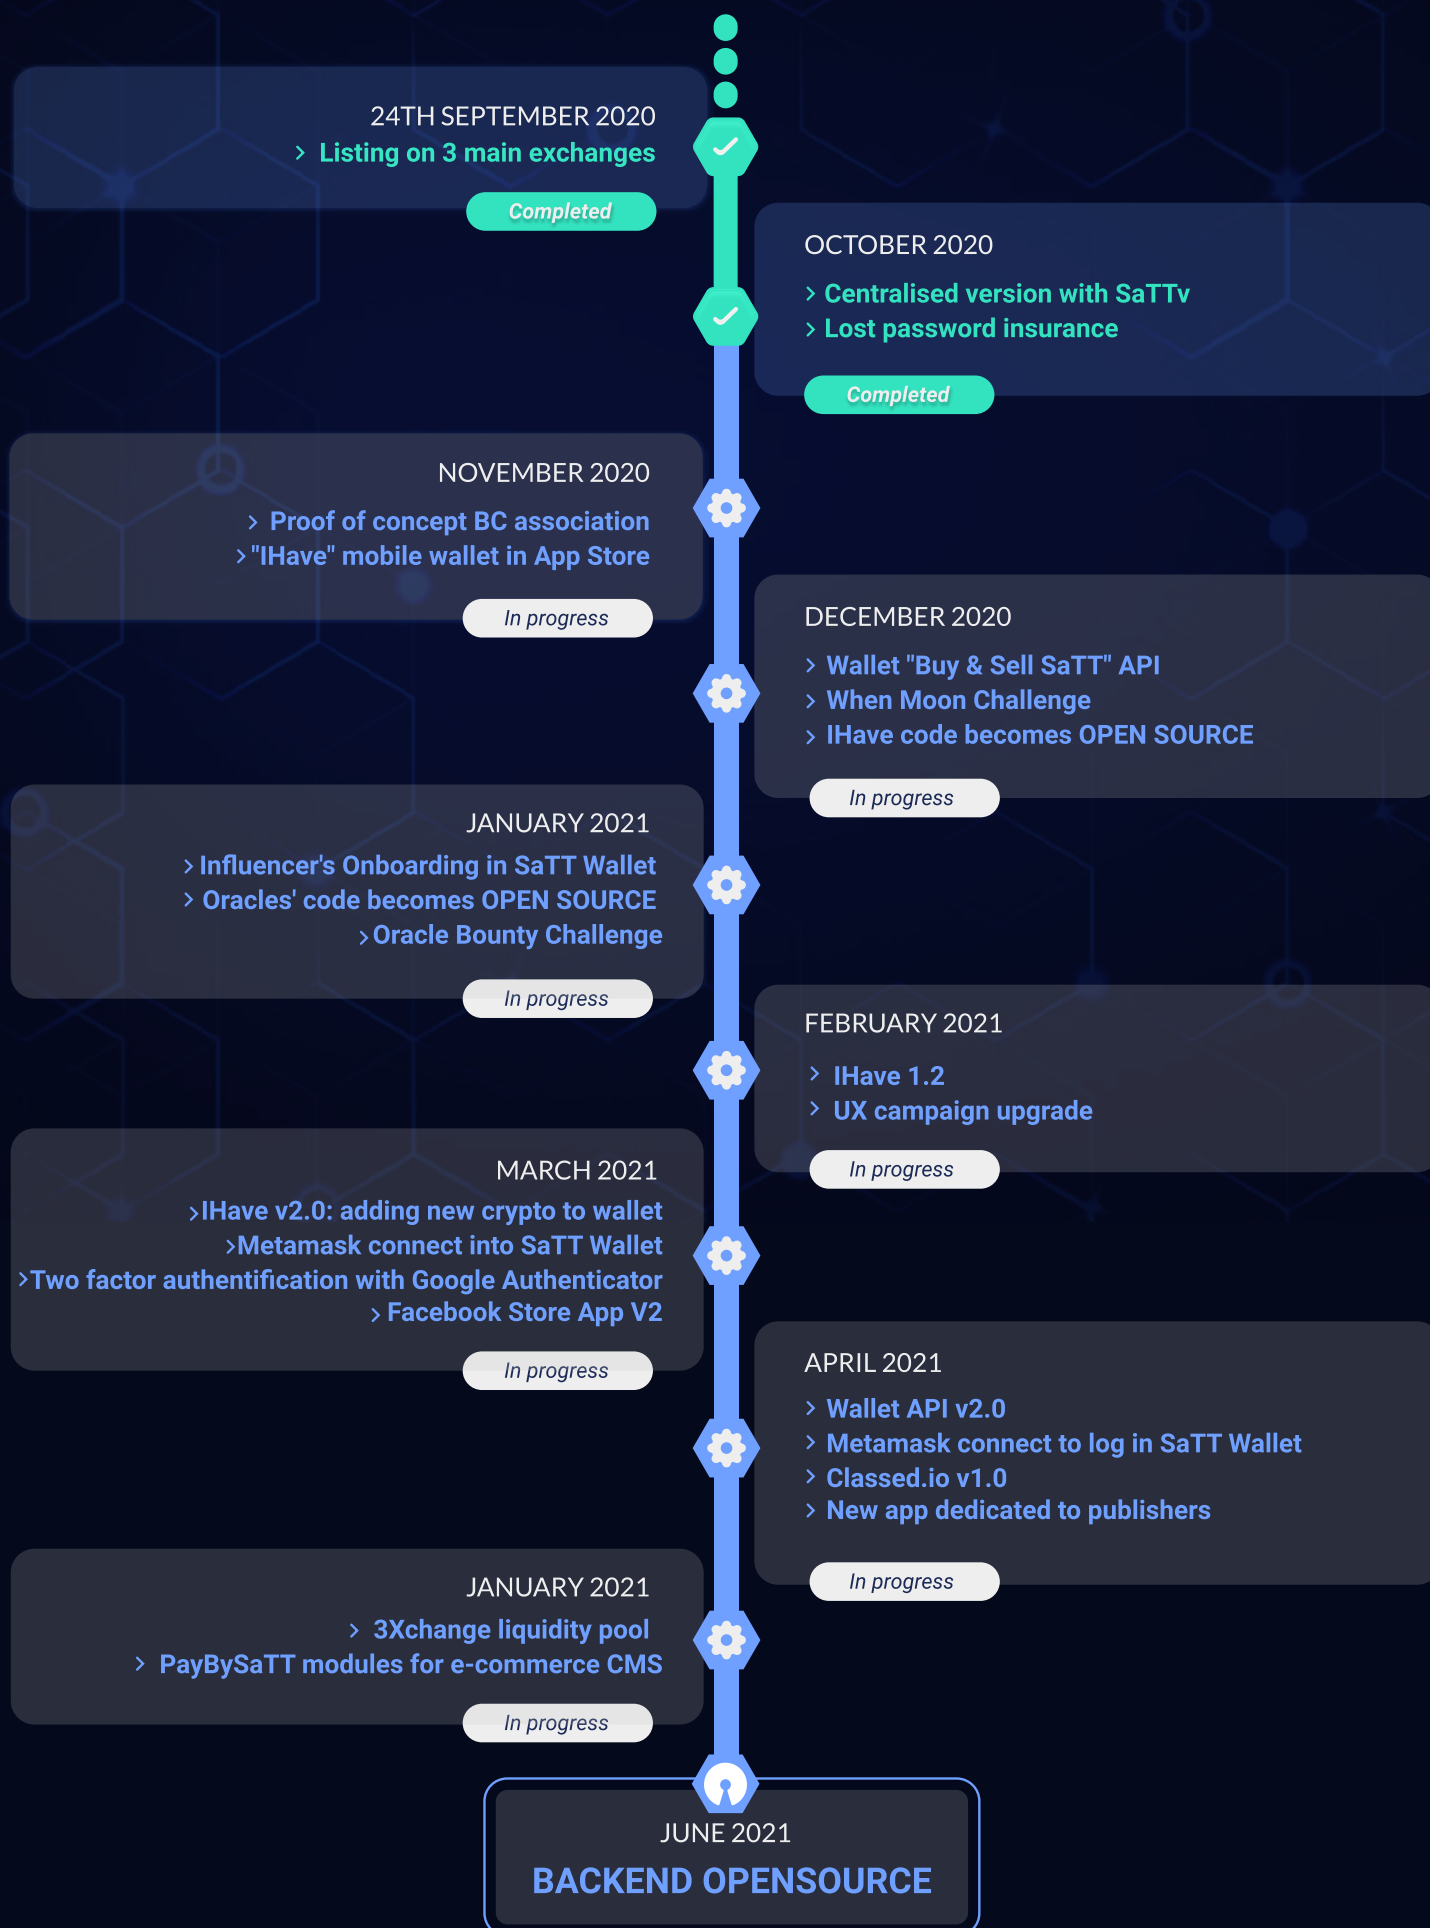 24TH SEPTEMBER 2020
Listing on 3 main exchanges
Completed
OCTOBER 2020
Centralised version with SaTTv
Lost password insurance
Completed
NOVEMBER 2020
Proof of concept BC association
"IHave" mobile wallet in App Store
In progress
DECEMBER 2020
Wallet "Buy & Sell SaTT" API
When Moon Challenge
IHave code becomes OPEN SOURCE
In progress
JANUARY 2021
Influencer's Onboarding in SaTT Wallet
Oracles' code becomes OPEN SOURCE
Oracle Bounty Challenge
In progress
FEBRUARY 2021
IHave 1.2
UX campaign upgrade
In progress
MARCH 2021
IHave v2.0: adding new crypto to wallet
Metamask connect into SaTT Wallet
Two factor authentification with Google Authenticator
Facebook Store App V2
In progress
APRIL 2021
Wallet API v2.0
Metamask connect to log in SaTT Wallet
Classed.io v1.0
New app dedicated to publishers
In progress
JANUARY 2021
3Xchange liquidity pool
PayBySaTT modules for e-commerce CMS
In progress
JUNE 2021
BACKEND OPENSOURCE